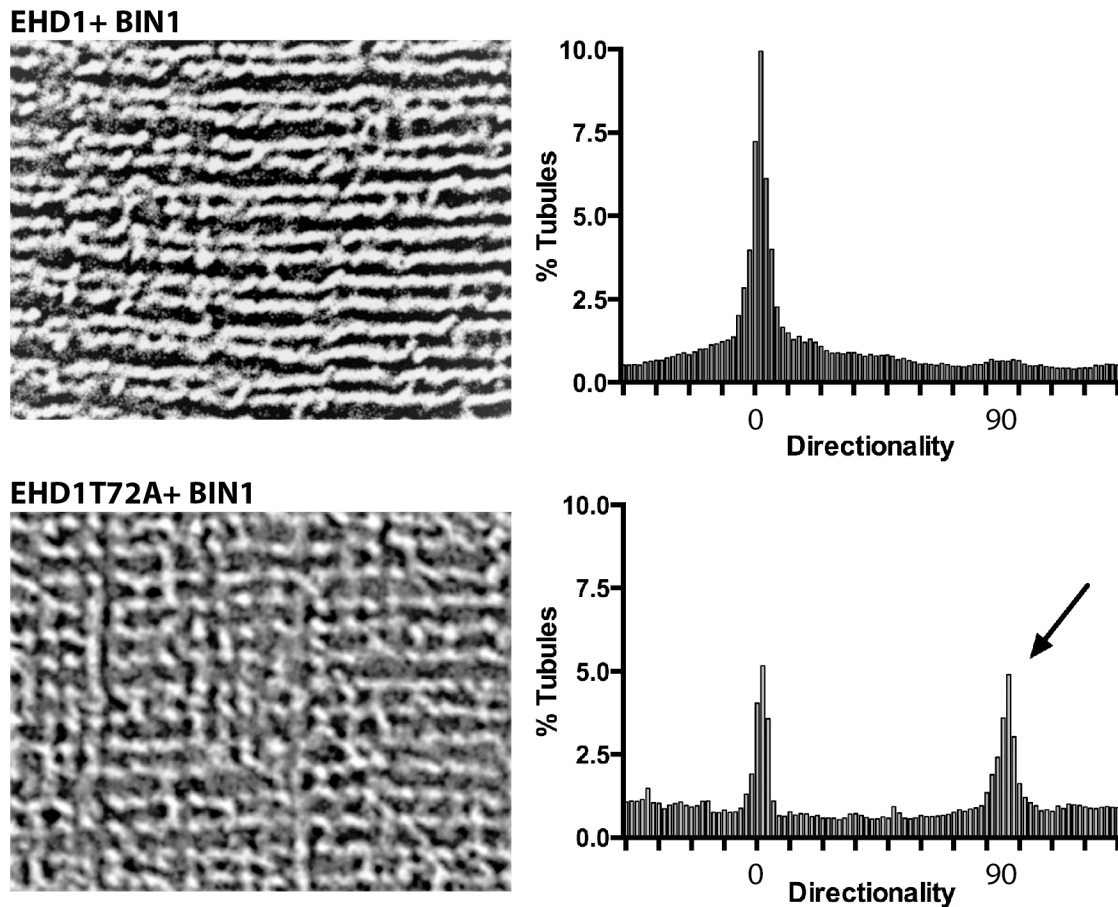 EHD1+ BIN1
10.0
7.5
5.0
2.5
0.0
% Tubules
0 90
Directionality
EHD1T72A+ BIN1
10.0
7.5
5.0
2.5
0.0
% Tubules
0 90
Directionality